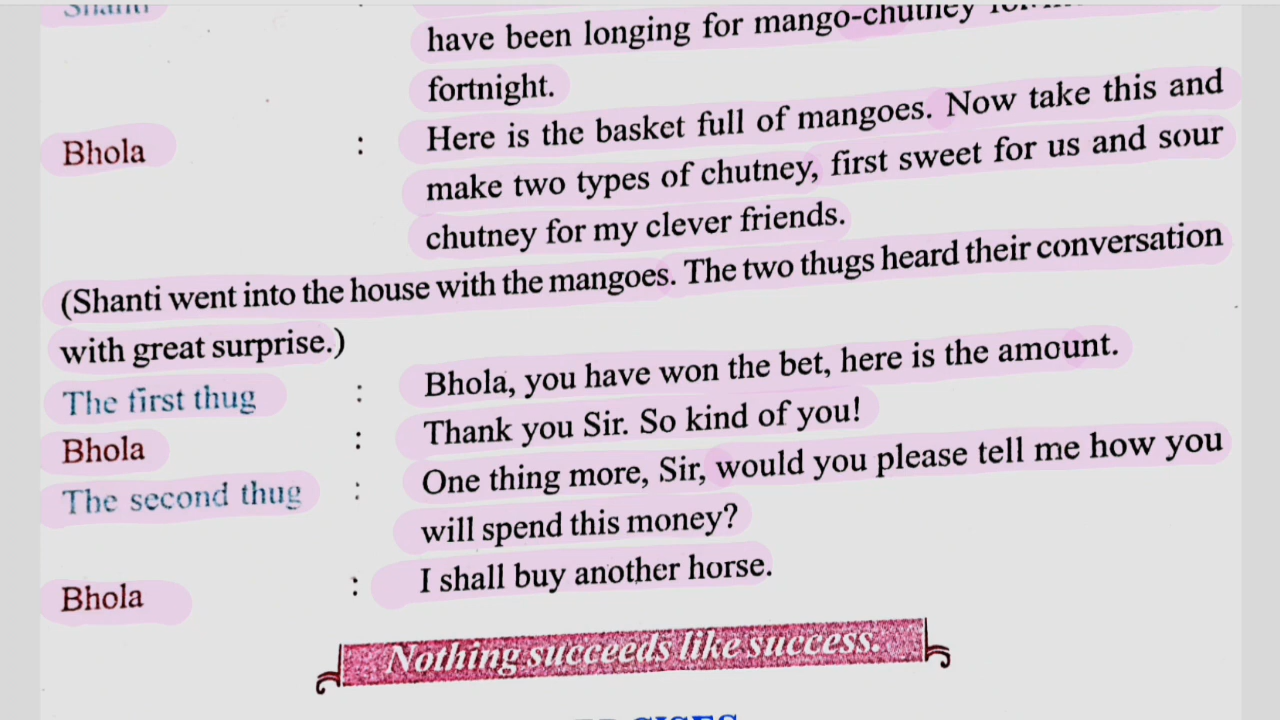 Shanti :
have been longing for mango-chutney
fortnight.
Bhola : Here is the basket full of mangoes. Now take this and
make two types of chutney, first sweet for us and sour
chutney for my clever friends.
(Shanti went into the house with the mangoes. The two thugs heard their conversation
with great surprise.)
The first thug : Bhola, you have won the bet, here is the amount.
Bhola : Thank you Sir. So kind of you!
The second thug : One thing more, Sir, would you please tell me how you
will spend this money?
Bhola : I shall buy another horse.
Nothing succeeds like success.